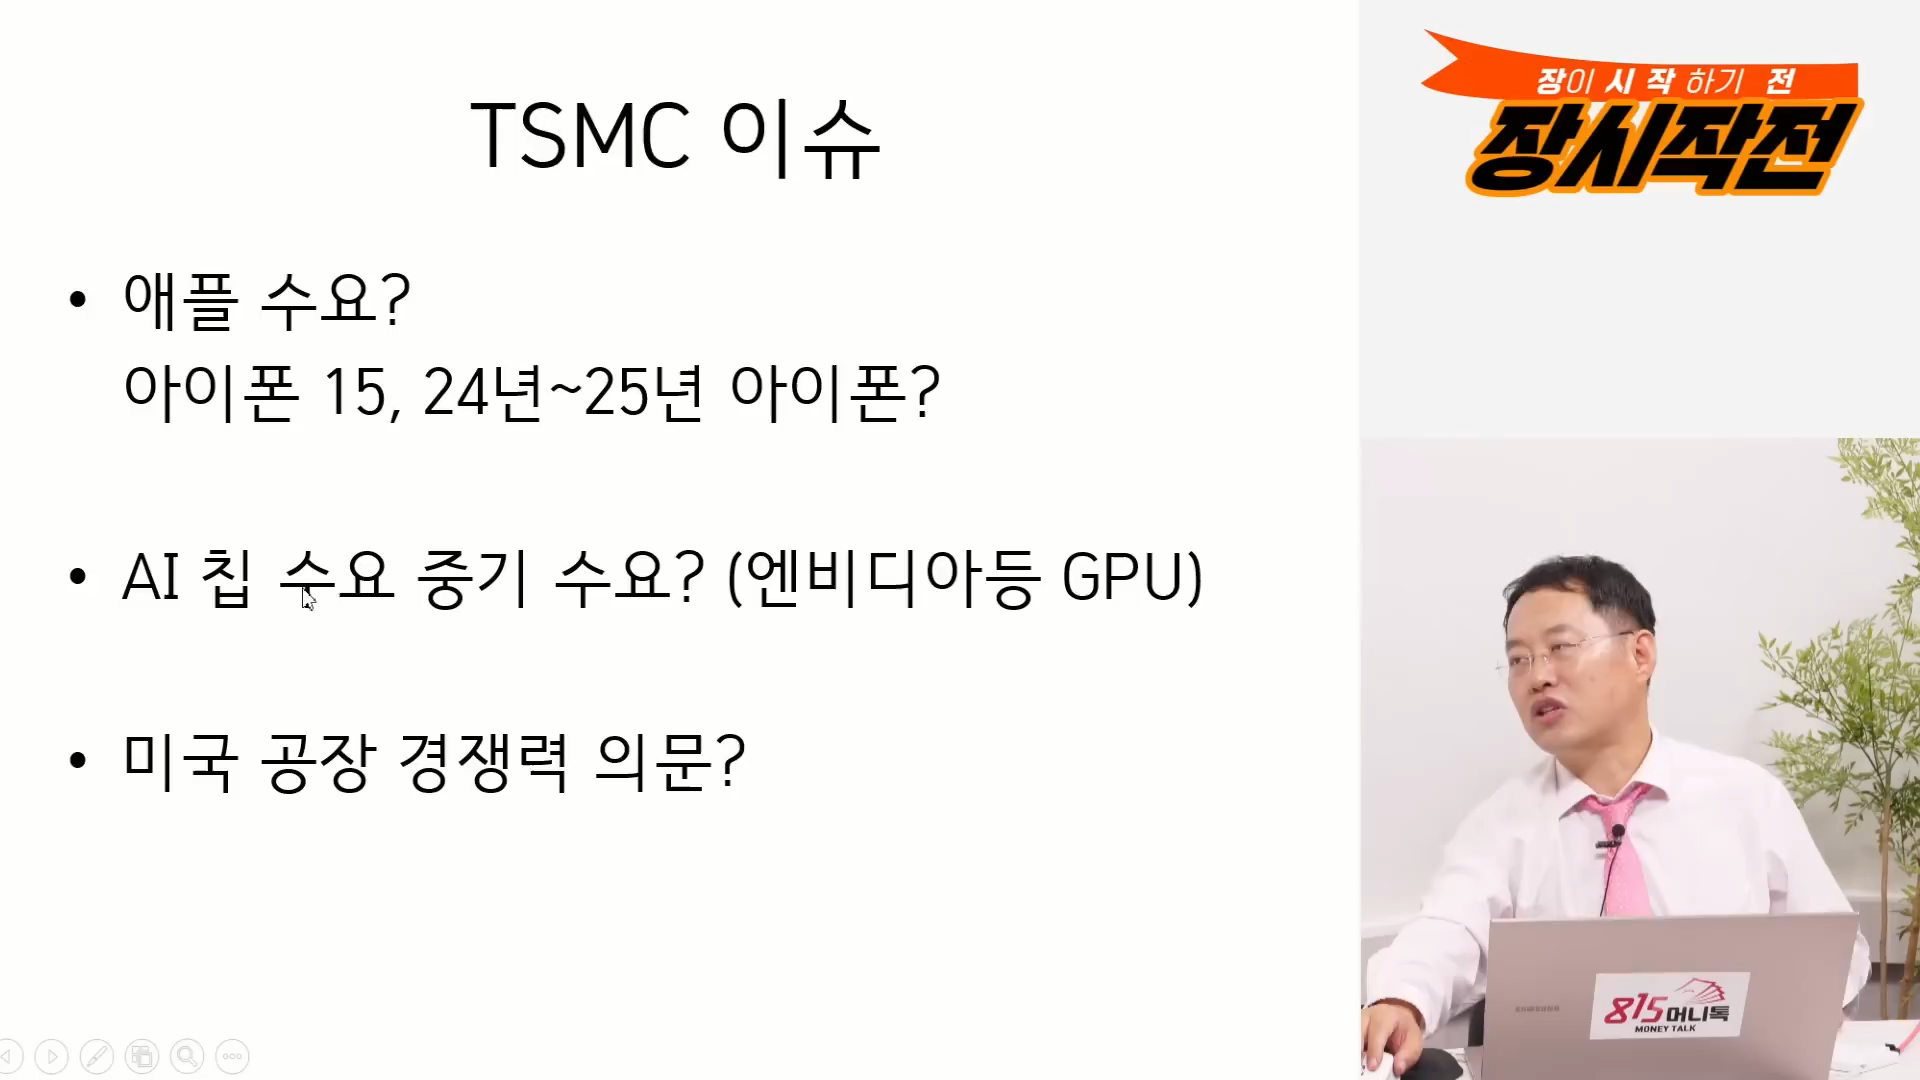 TSMC 이슈
• 애플 수요?
아이폰 15, 24년~25년 아이폰?
• AI 칩 수요 중기 수요? (엔비디아등 GPU)
• 미국 공장 경쟁력 의문?
장이 시작하기 전
장시작전
SAMSUNG
815머니톡
MONEY TALK